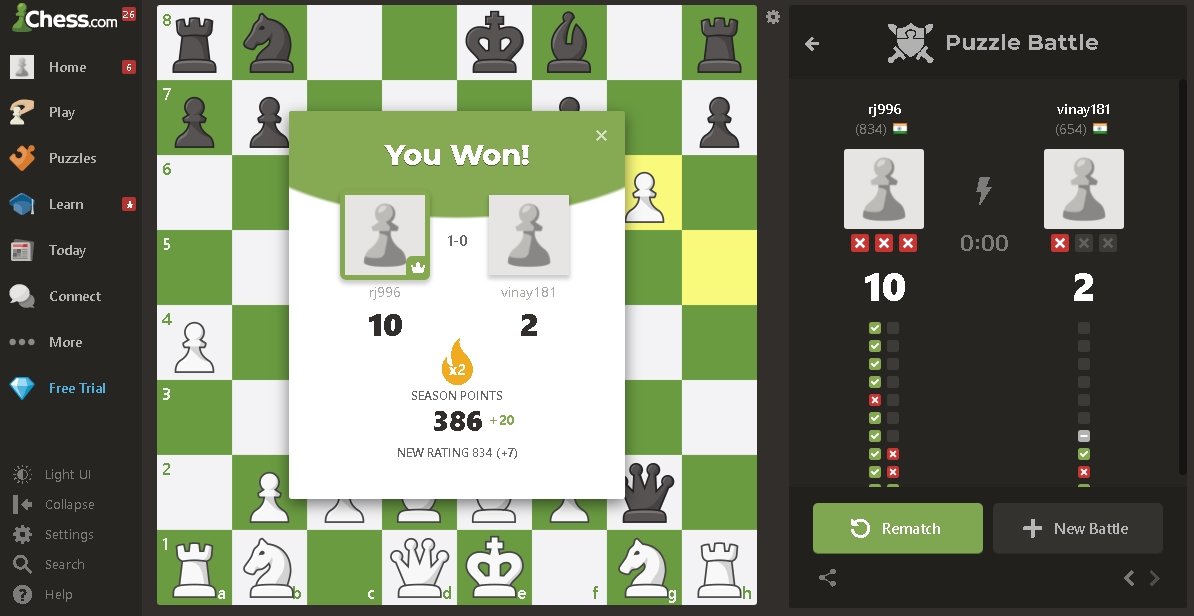 Chess.com 26
Home 6
Play
Puzzles
Learn
Today
Connect
More
Free Trial
Light UI
Collapse
Settings
Search
Help
8
7
6
5
4
3
2
1
a b c d e f g h
You Won!
1-0
rj996 vinay181
10 2
x2
SEASON POINTS
386 +20
NEW RATING 834 (+7)
Puzzle Battle
rj996 vinay181
(834) (654)
0:00
10 2
Rematch New Battle